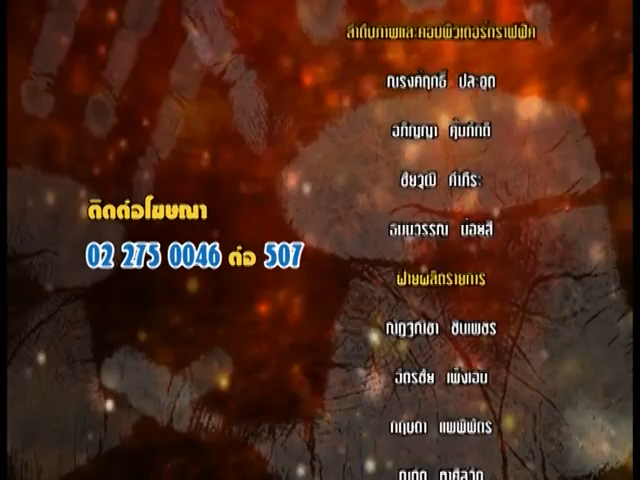 ติดต่อโฆษณา
02 275 0046 ต่อ 507
ลำดับภาพและคอมพิวเตอร์กราฟฟิค
ณรงค์ฤทธิ์ ปละอุด
อภิญญา คุ้มภักดี
ชัยวุฒิ คำภีระ
ธนนวรรณ น้อยสี
ฝ่ายผลิตรายการ
ณัฏฐณิชา ชินเพชร
ฉัตรชัย เพ็งเอม
กฤษดา แพพิพัตร